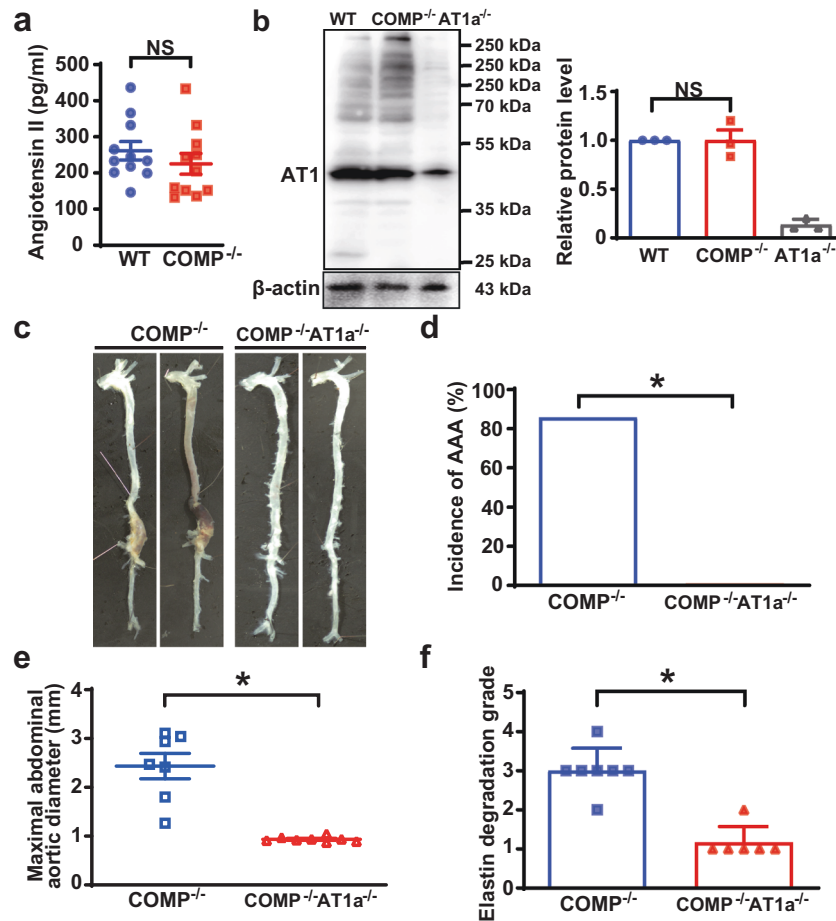 a
NS
Angiotensin II (pg/ml)
500
400
300
200
100
0
WT
COMP⁻/⁻
b
WT COMP⁻/⁻ AT1a⁻/⁻
250 kDa
250 kDa
250 kDa
70 kDa
55 kDa
AT1
35 kDa
25 kDa
β-actin
43 kDa
NS
Relative protein level
1.5
1.0
0.5
0
WT
COMP⁻/⁻
AT1a⁻/⁻
c
COMP⁻/⁻
COMP⁻/⁻AT1a⁻/⁻
d
*
Incidence of AAA (%)
100
80
60
40
20
0
COMP⁻/⁻
COMP⁻/⁻AT1a⁻/⁻
e
*
Maximal abdominal
aortic diameter (mm)
4
3
2
1
0
COMP⁻/⁻
COMP⁻/⁻AT1a⁻/⁻
f
*
Elastin degradation grade
5
4
3
2
1
0
COMP⁻/⁻
COMP⁻/⁻AT1a⁻/⁻